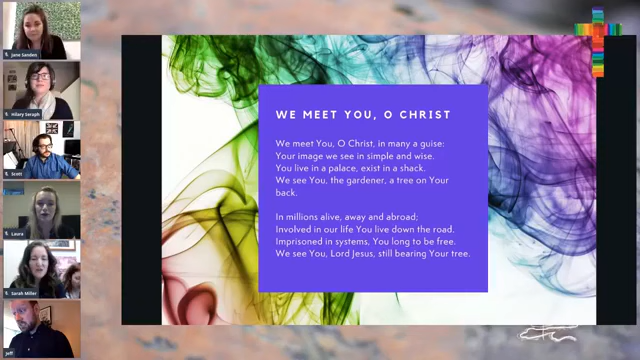 Jane Sanden
Hilary Seraph
Scott
Laura
Sarah Miller
Jeff
WE MEET YOU, O CHRIST
We meet You, O Christ, in many a guise:
Your image we see in simple and wise.
You live in a palace, exist in a shack.
We see You, the gardener, a tree on Your
back.
In millions alive, away and abroad;
Involved in our life You live down the road.
Imprisoned in systems, You long to be free.
We see You, Lord Jesus, still bearing Your tree.